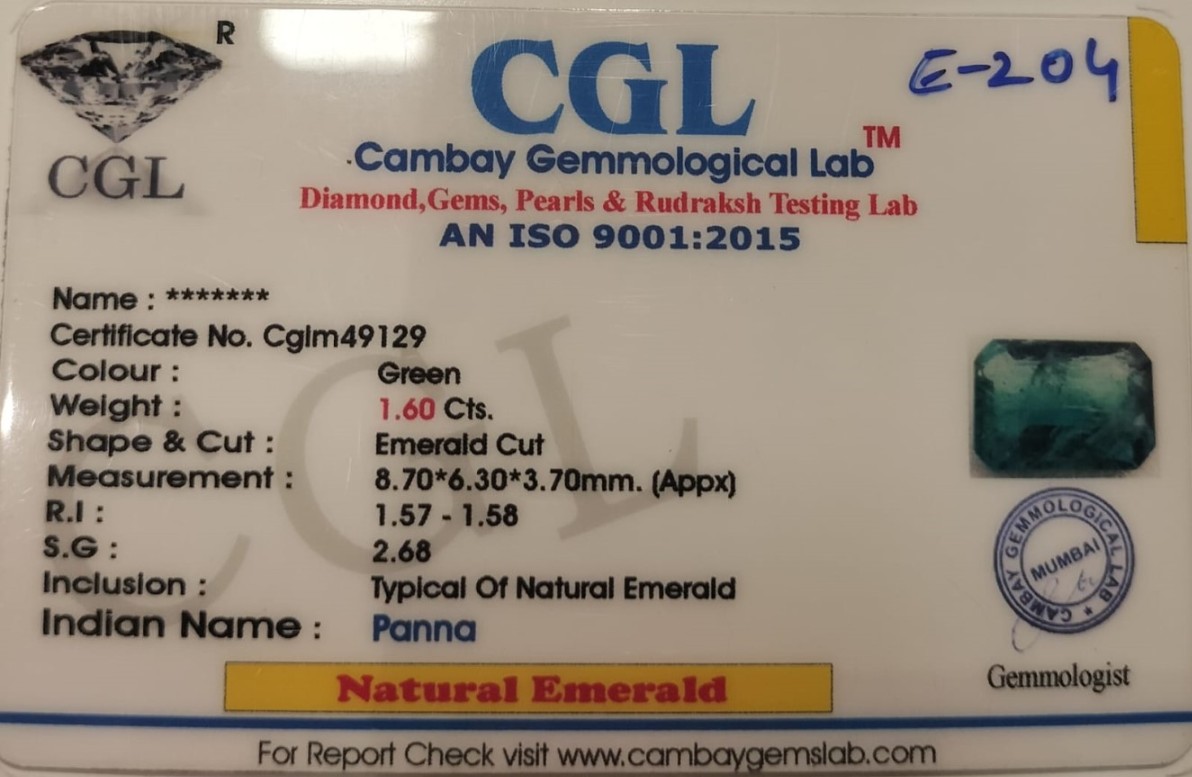 R
CGL
CGL
E-204
.Cambay Gemmological Lab TM
Diamond,Gems, Pearls & Rudraksh Testing Lab
AN ISO 9001:2015
Name : *******
Certificate No. Cglm49129
Colour : Green
Weight : 1.60 Cts.
Shape & Cut : Emerald Cut
Measurement : 8.70*6.30*3.70mm. (Appx)
R.I : 1.57 - 1.58
S.G : 2.68
Inclusion : Typical Of Natural Emerald
Indian Name : Panna
CGL
CAMBAY GEMMOLOGICAL LAB *
MUMBAI
Gemmologist
Natural Emerald
For Report Check visit www.cambaygemslab.com